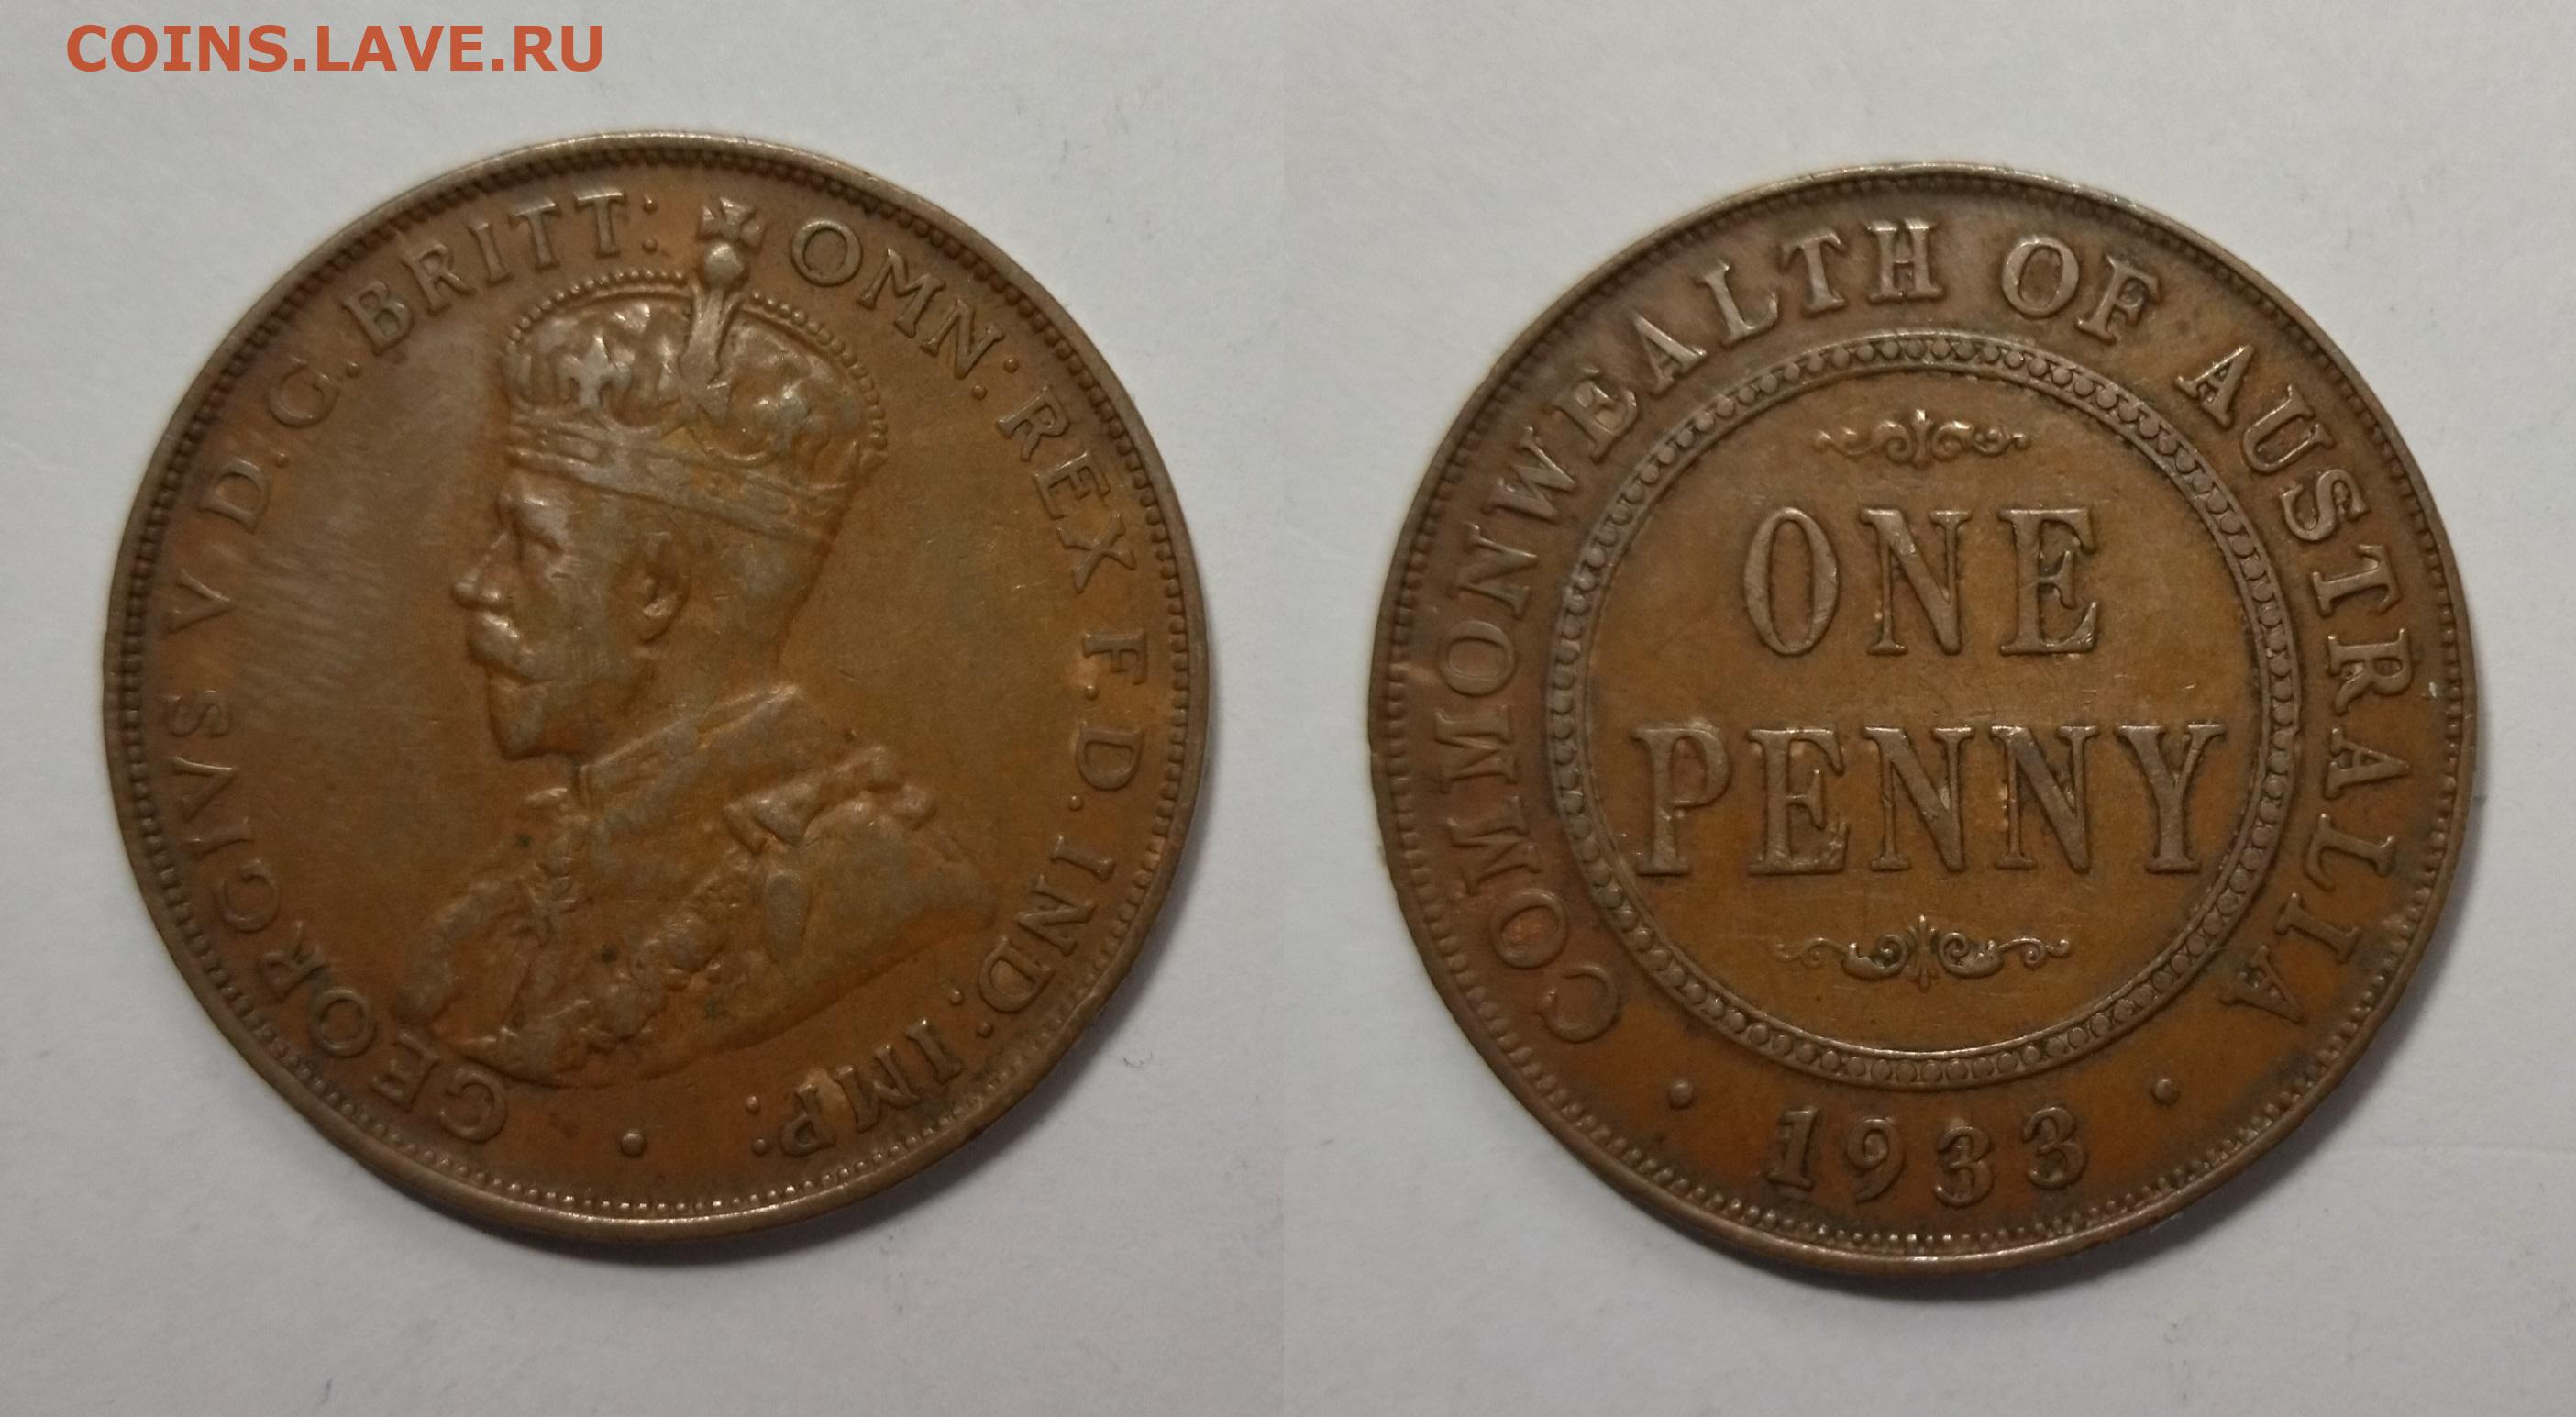 COINS.LAVE.RU
GEORGIVS V D.G. BRITT: OMN: REX F.D. IND: IMP:
COMMONWEALTH OF AUSTRALIA
ONE
PENNY
· 1933 ·